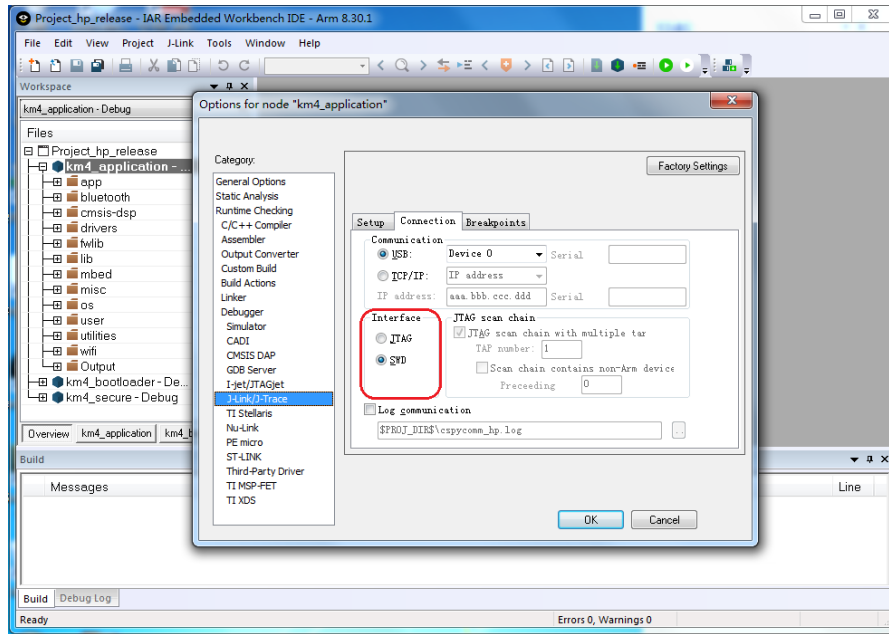 Project_hp_release - IAR Embedded Workbench IDE - Arm 8.30.1
File Edit View Project J-Link Tools Window Help
Workspace
km4_application - Debug
Files
Project_hp_release
km4_application - ...
app
bluetooth
cmsis-dsp
drivers
fwlib
lib
mbed
misc
os
user
utilities
wifi
Output
km4_bootloader - De...
km4_secure - Debug
Overview km4_application km4_b
Options for node "km4_application"
Category:
General Options
Static Analysis
Runtime Checking
C/C++ Compiler
Assembler
Output Converter
Custom Build
Build Actions
Linker
Debugger
Simulator
CADI
CMSIS DAP
GDB Server
I-jet/JTAGjet
J-Link/J-Trace
TI Stellaris
Nu-Link
PE micro
ST-LINK
Third-Party Driver
TI MSP-FET
TI XDS
Factory Settings
Setup Connection Breakpoints
Communication
USB: Device 0 Serial
TCP/IP: IP address
IP address: aaa.bbb.ccc.ddd Serial
Interface
JTAG
SWD
JTAG scan chain
JTAG scan chain with multiple tar
TAP number: 1
Scan chain contains non-Arm device
Preceeding 0
Log communication
$PROJ_DIR$\cspycomm_hp.log ..
OK Cancel
Build
Messages Line
Build Debug Log
Ready Errors 0, Warnings 0